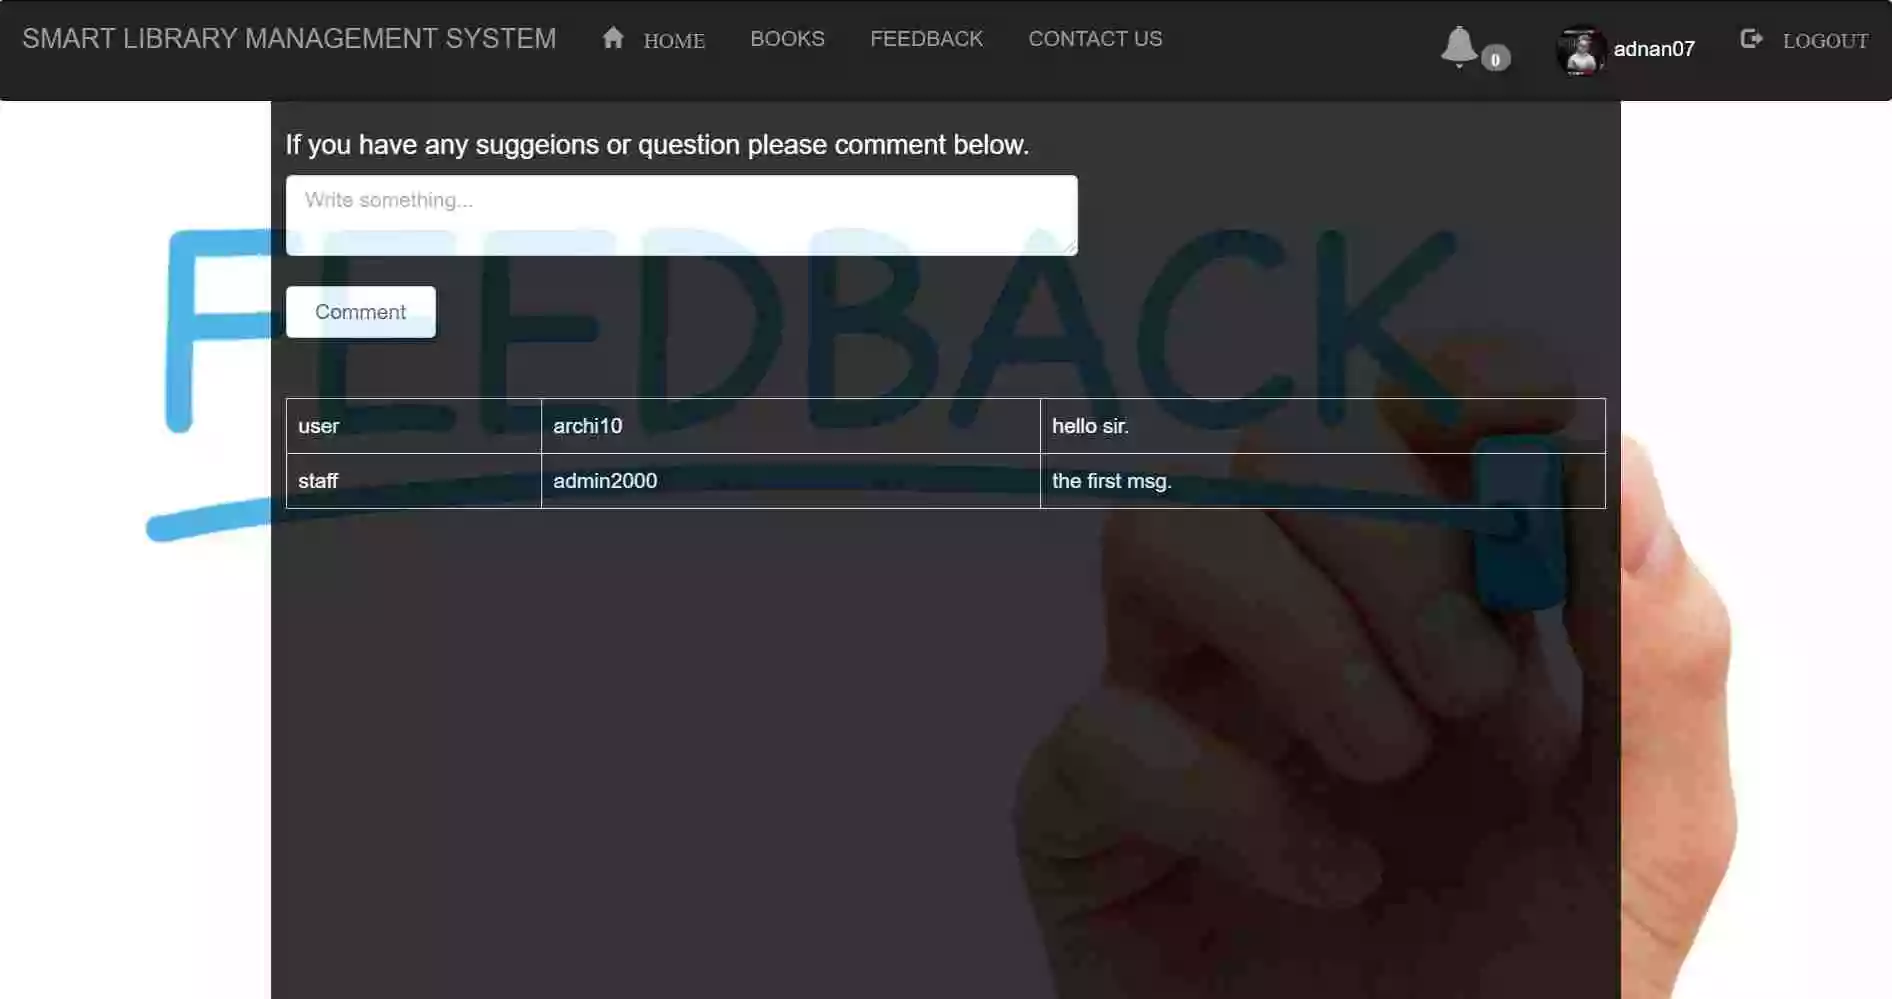 SMART LIBRARY MANAGEMENT SYSTEM HOME BOOKS FEEDBACK CONTACT US 0 adnan07 LOGOUT
If you have any suggeions or question please comment below.
Write something...
FEEDBACK
Comment
user archi10 hello sir.
staff admin2000 the first msg.